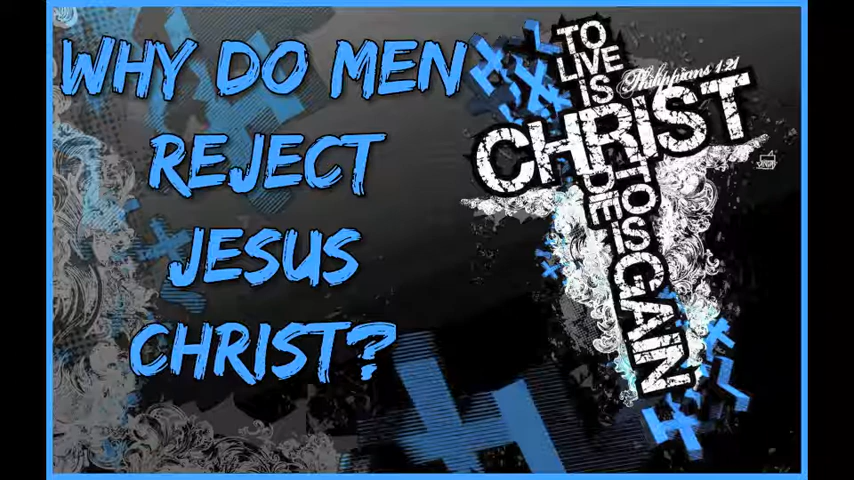 WHY DO MEN
REJECT
JESUS
CHRIST?
TO
LIVE
IS
Philippians 1:21
CHRIST
TO DIE IS GAIN